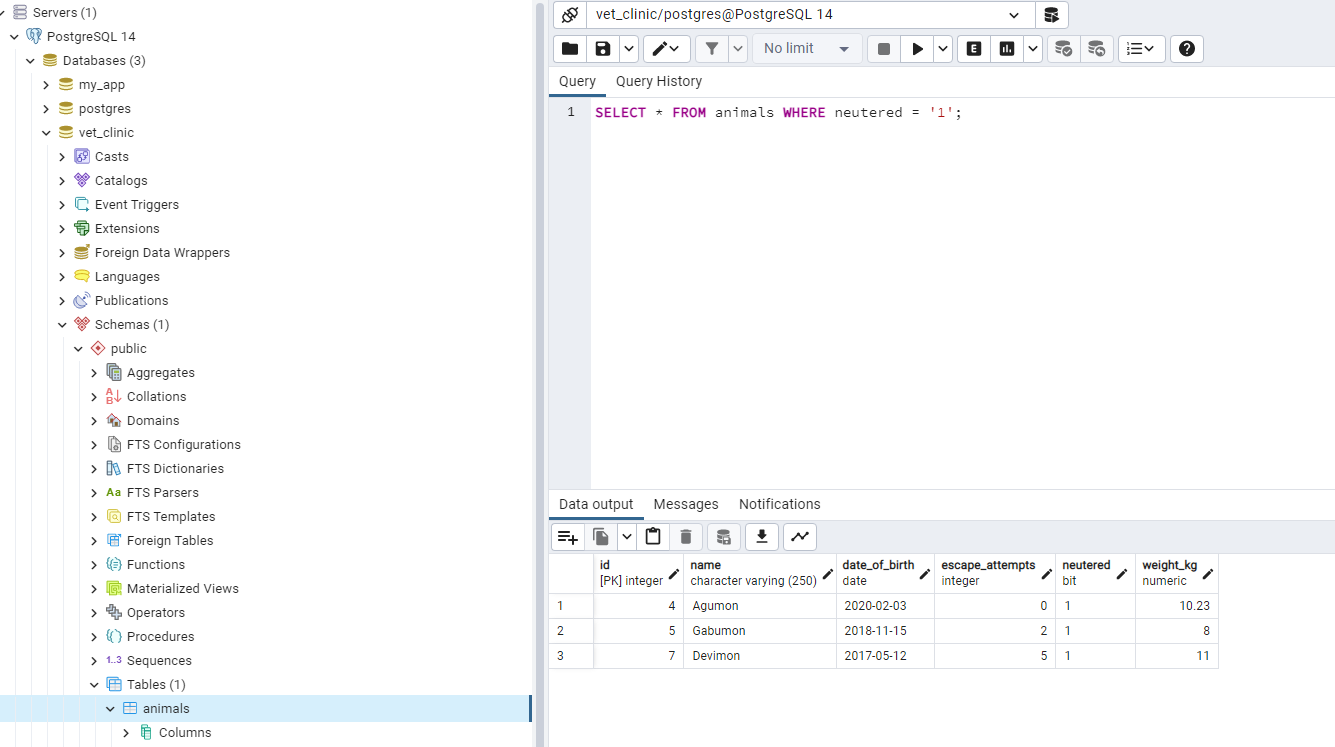 Servers (1)
PostgreSQL 14
Databases (3)
my_app
postgres
vet_clinic
Casts
Catalogs
Event Triggers
Extensions
Foreign Data Wrappers
Languages
Publications
Schemas (1)
public
Aggregates
Collations
Domains
FTS Configurations
FTS Dictionaries
Aa FTS Parsers
FTS Templates
Foreign Tables
Functions
Materialized Views
Operators
Procedures
1..3 Sequences
Tables (1)
animals
Columns
vet_clinic/postgres@PostgreSQL 14
No limit
E
Query Query History
1 SELECT * FROM animals WHERE neutered = '1';
Data output Messages Notifications
id name date_of_birth escape_attempts neutered weight_kg
[PK] integer character varying (250) date integer bit numeric
1 4 Agumon 2020-02-03 0 1 10.23
2 5 Gabumon 2018-11-15 2 1 8
3 7 Devimon 2017-05-12 5 1 11